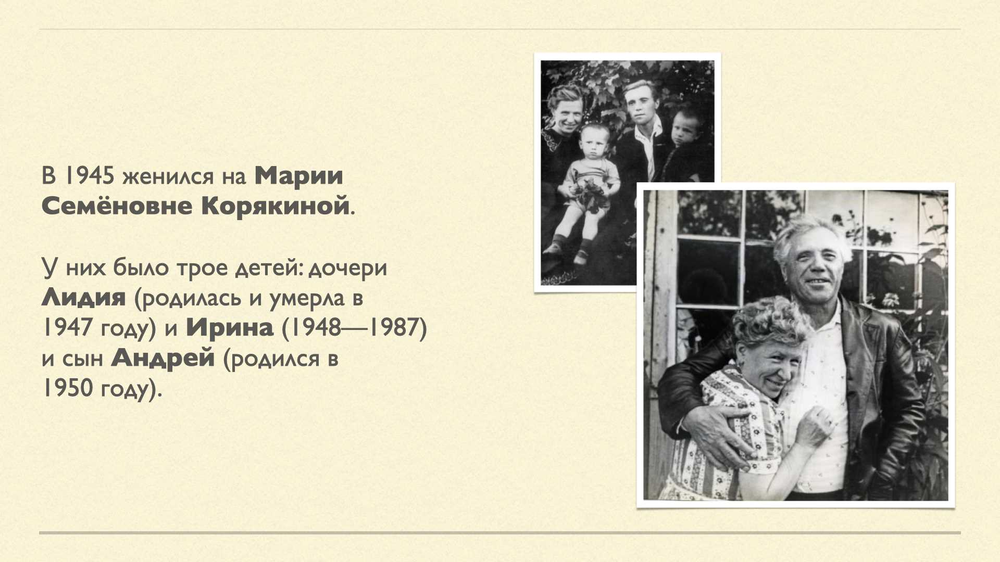 В 1945 женился на Марии
Семёновне Корякиной.
У них было трое детей: дочери
Лидия (родилась и умерла в
1947 году) и Ирина (1948—1987)
и сын Андрей (родился в
1950 году).